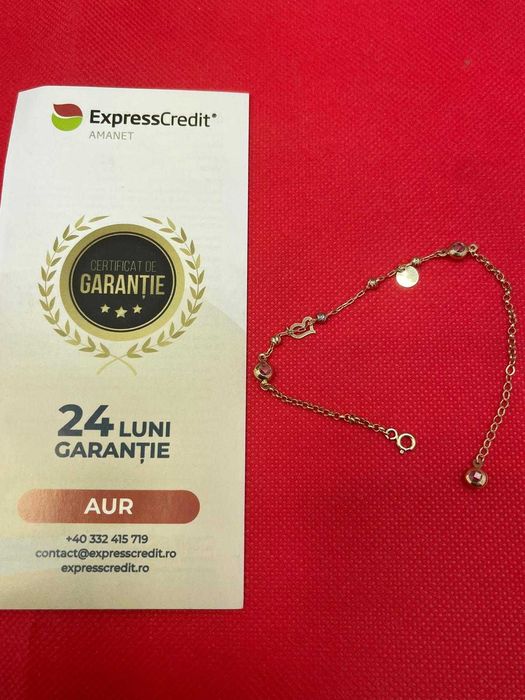 ExpressCredit®
AMANET
CERTIFICAT DE
GARANȚIE
24 LUNI
GARANȚIE
AUR
+40 332 415 719
contact@expresscredit.ro
expresscredit.ro